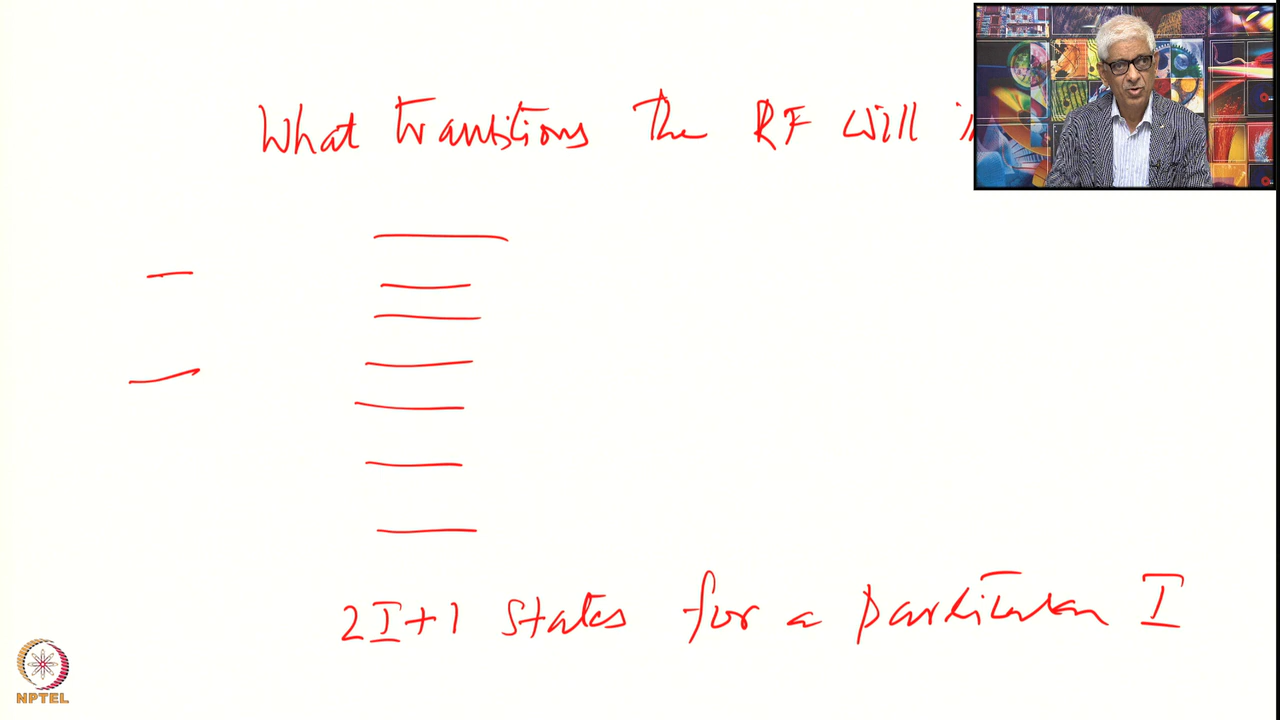 What transitions the RF will
2I+1 states for a particular I
NPTEL